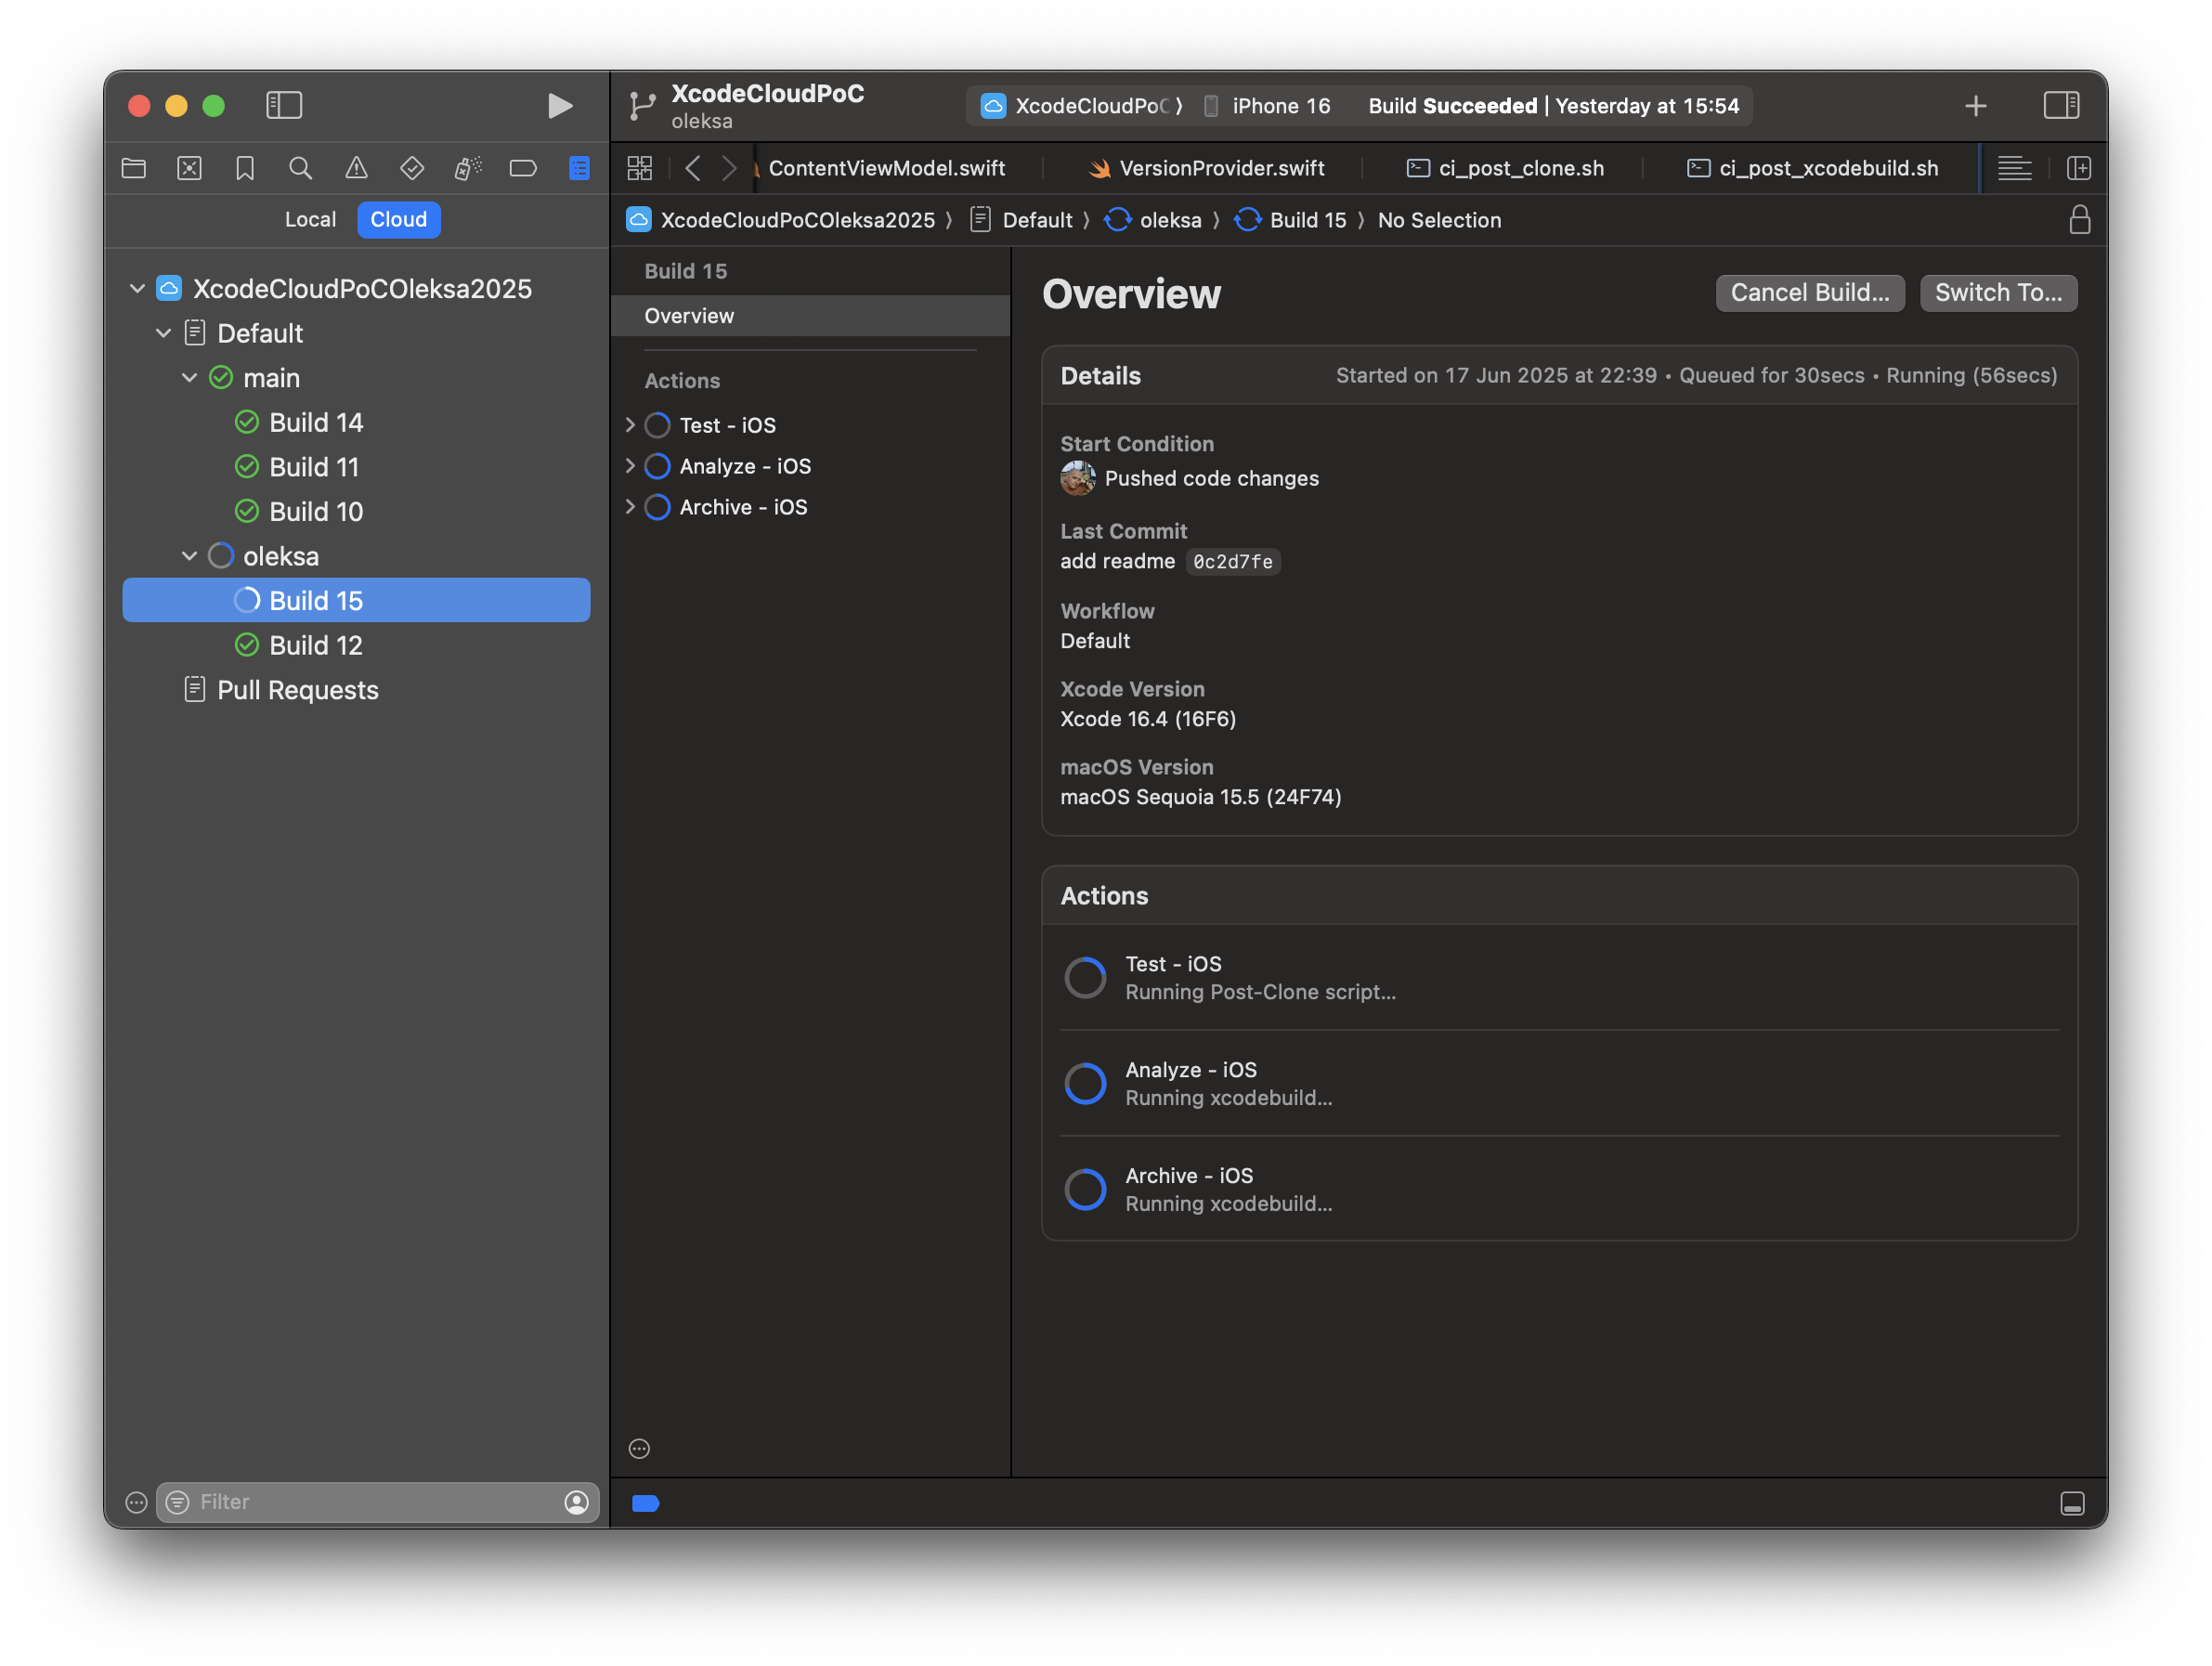 XcodeCloudPoC
oleksa
XcodeCloudPoC 〉 iPhone 16 Build Succeeded | Yesterday at 15:54
ContentViewModel.swift VersionProvider.swift ci_post_clone.sh ci_post_xcodebuild.sh
Local Cloud
XcodeCloudPoCOleksa2025 〉 Default 〉 oleksa 〉 Build 15 〉 No Selection
XcodeCloudPoCOleksa2025
Default
main
Build 14
Build 11
Build 10
oleksa
Build 15
Build 12
Pull Requests
Filter
Build 15
Overview
Actions
Test - iOS
Analyze - iOS
Archive - iOS
Overview
Cancel Build... Switch To...
Details Started on 17 Jun 2025 at 22:39 • Queued for 30secs • Running (56secs)
Start Condition
Pushed code changes
Last Commit
add readme 0c2d7fe
Workflow
Default
Xcode Version
Xcode 16.4 (16F6)
macOS Version
macOS Sequoia 15.5 (24F74)
Actions
Test - iOS
Running Post-Clone script...
Analyze - iOS
Running xcodebuild...
Archive - iOS
Running xcodebuild...